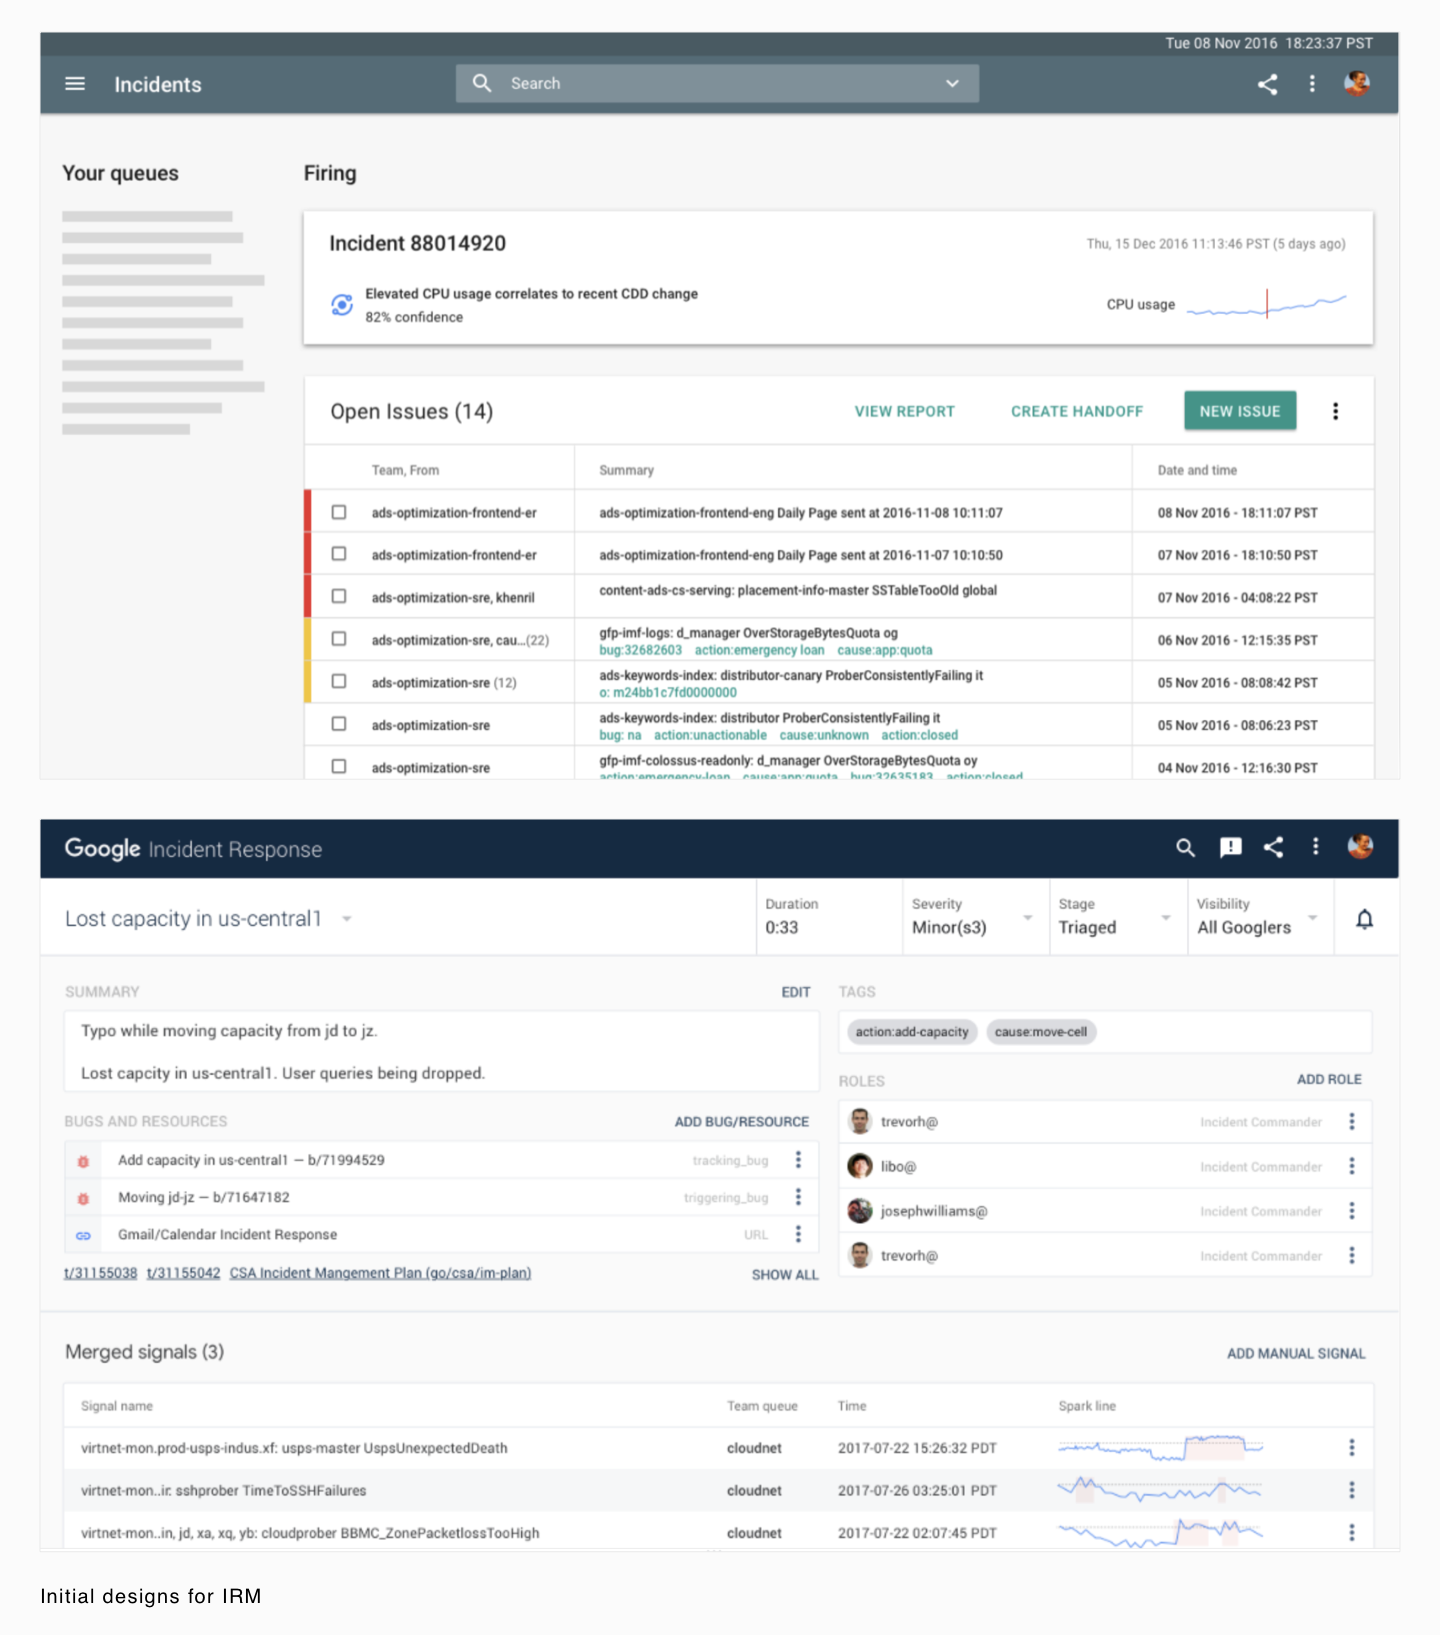 Tue 08 Nov 2016 18:23:37 PST
Incidents
Search
Your queues
Firing
Incident 88014920
Thu, 15 Dec 2016 11:13:46 PST (5 days ago)
Elevated CPU usage correlates to recent CDD change
82% confidence
CPU usage
Open Issues (14)
VIEW REPORT
CREATE HANDOFF
NEW ISSUE
Team, From
Summary
Date and time
ads-optimization-frontend-er
ads-optimization-frontend-eng Daily Page sent at 2016-11-08 10:11:07
08 Nov 2016 - 18:11:07 PST
ads-optimization-frontend-er
ads-optimization-frontend-eng Daily Page sent at 2016-11-07 10:10:50
07 Nov 2016 - 18:10:50 PST
ads-optimization-sre, khenril
content-ads-cs-serving: placement-info-master SSTableTooOld global
07 Nov 2016 - 04:08:22 PST
ads-optimization-sre, cau...(22)
gfp-imf-logs: d_manager OverStorageBytesQuota og
bug:32682603 action:emergency loan cause:app:quota
06 Nov 2016 - 12:15:35 PST
ads-optimization-sre (12)
ads-keywords-index: distributor-canary ProberConsistentlyFailing it
o: m24bb1c7fd0000000
05 Nov 2016 - 08:08:42 PST
ads-optimization-sre
ads-keywords-index: distributor ProberConsistentlyFailing it
bug: na action:unactionable cause:unknown action:closed
05 Nov 2016 - 08:06:23 PST
ads-optimization-sre
gfp-imf-colossus-readonly: d_manager OverStorageBytesQuota oy
action:emergency-loan cause:app:quota bug:32635183 action:closed
04 Nov 2016 - 12:16:30 PST
Google Incident Response
Lost capacity in us-central1
Duration
0:33
Severity
Minor(s3)
Stage
Triaged
Visibility
All Googlers
SUMMARY
EDIT
Typo while moving capacity from jd to jz.
Lost capcity in us-central1. User queries being dropped.
BUGS AND RESOURCES
ADD BUG/RESOURCE
Add capacity in us-central1 — b/71994529
tracking_bug
Moving jd-jz — b/71647182
triggering_bug
Gmail/Calendar Incident Response
URL
t/31155038 t/31155042 CSA Incident Mangement Plan (go/csa/im-plan)
SHOW ALL
TAGS
action:add-capacity
cause:move-cell
ROLES
ADD ROLE
trevorh@
Incident Commander
libo@
Incident Commander
josephwilliams@
Incident Commander
trevorh@
Incident Commander
Merged signals (3)
ADD MANUAL SIGNAL
Signal name
Team queue
Time
Spark line
virtnet-mon.prod-usps-indus.xf: usps-master UspsUnexpectedDeath
cloudnet
2017-07-22 15:26:32 PDT
virtnet-mon..ir: sshprober TimeToSSHFailures
cloudnet
2017-07-26 03:25:01 PDT
virtnet-mon..in, jd, xa, xq, yb: cloudprober BBMC_ZonePacketlossTooHigh
cloudnet
2017-07-22 02:07:45 PDT
Initial designs for IRM